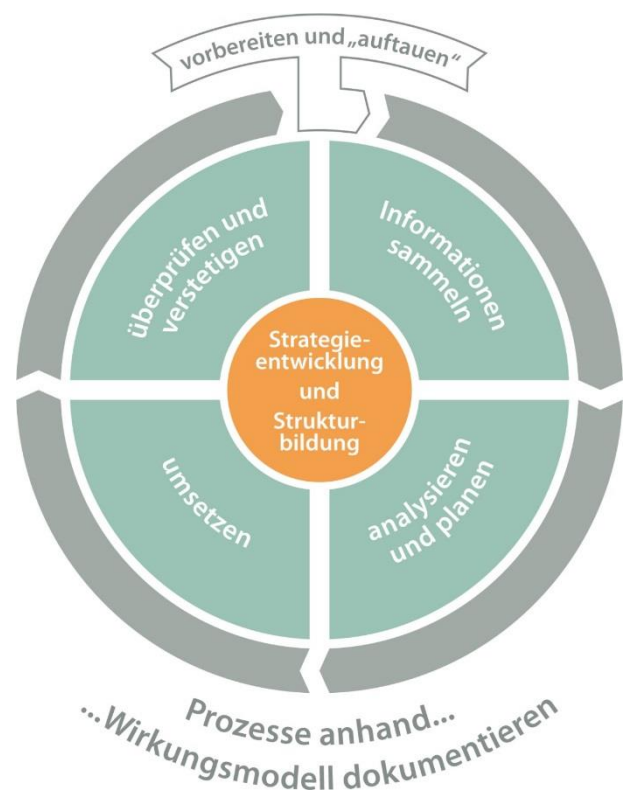 vorbereiten und „auftauen“
Informationen
sammeln
analysieren
und planen
umsetzen
überprüfen und
verstetigen
Strategie-
entwicklung
und
Struktur-
bildung
Prozesse anhand...
...Wirkungsmodell dokumentieren